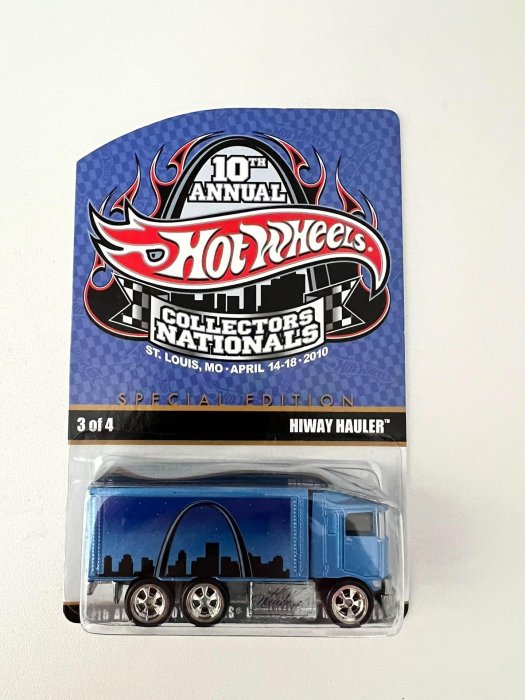 10TH
ANNUAL
HOT WHEELS®
COLLECTORS
NATIONALS
ST. LOUIS, MO • APRIL 14-18 • 2010
SPECIAL EDITION
3 of 4
HIWAY HAULER™